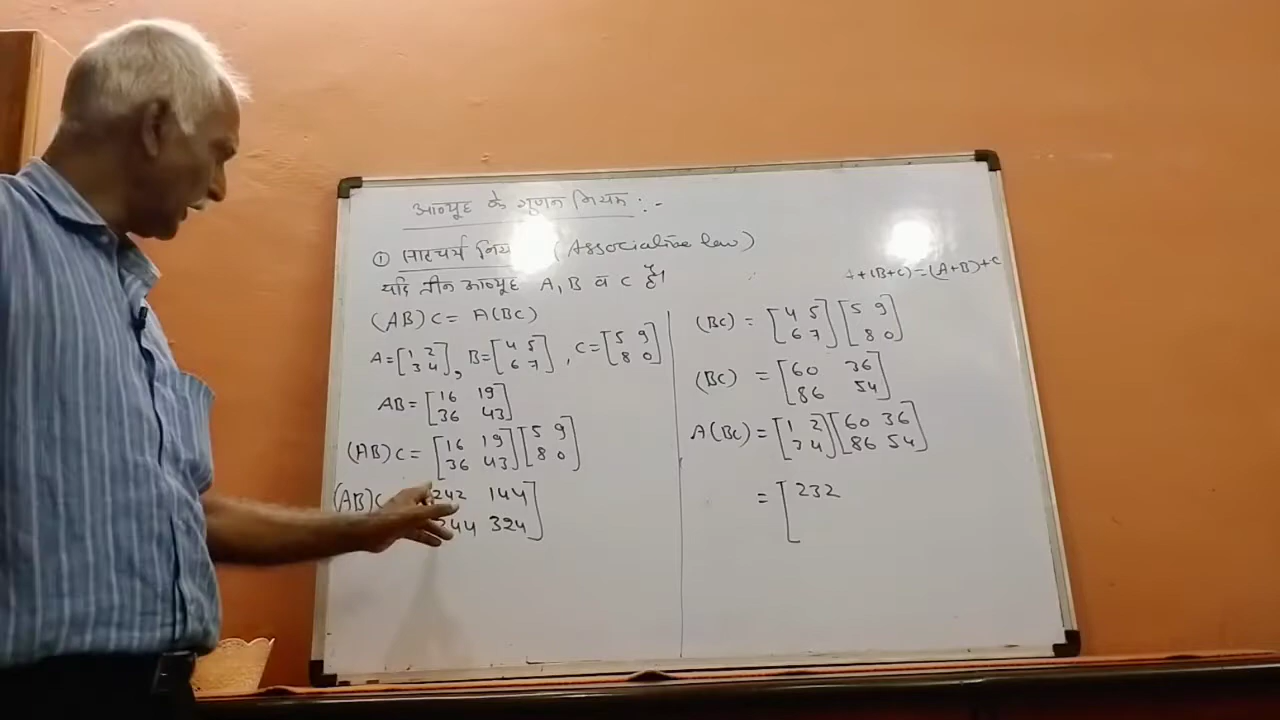 आव्यूह के गुणन नियम :-
① साहचर्य (Associative law)
यदि तीन आव्यूह A, B व C है।
(AB)C = A(BC)
A = [1 2
3 4], B = [4 5
6 7], C = [5 9
8 0]
AB = [16 19
36 43]
(AB)C = [16 19
36 43] [5 9
8 0]
(AB)C 242 144
44 324]
+(B+C) = (A+B)+C
(BC) = [4 5
6 7] [5 9
8 0]
(BC) = [60 36
86 54]
A(BC) = [1 2
3 4] [60 36
86 54]
= [232